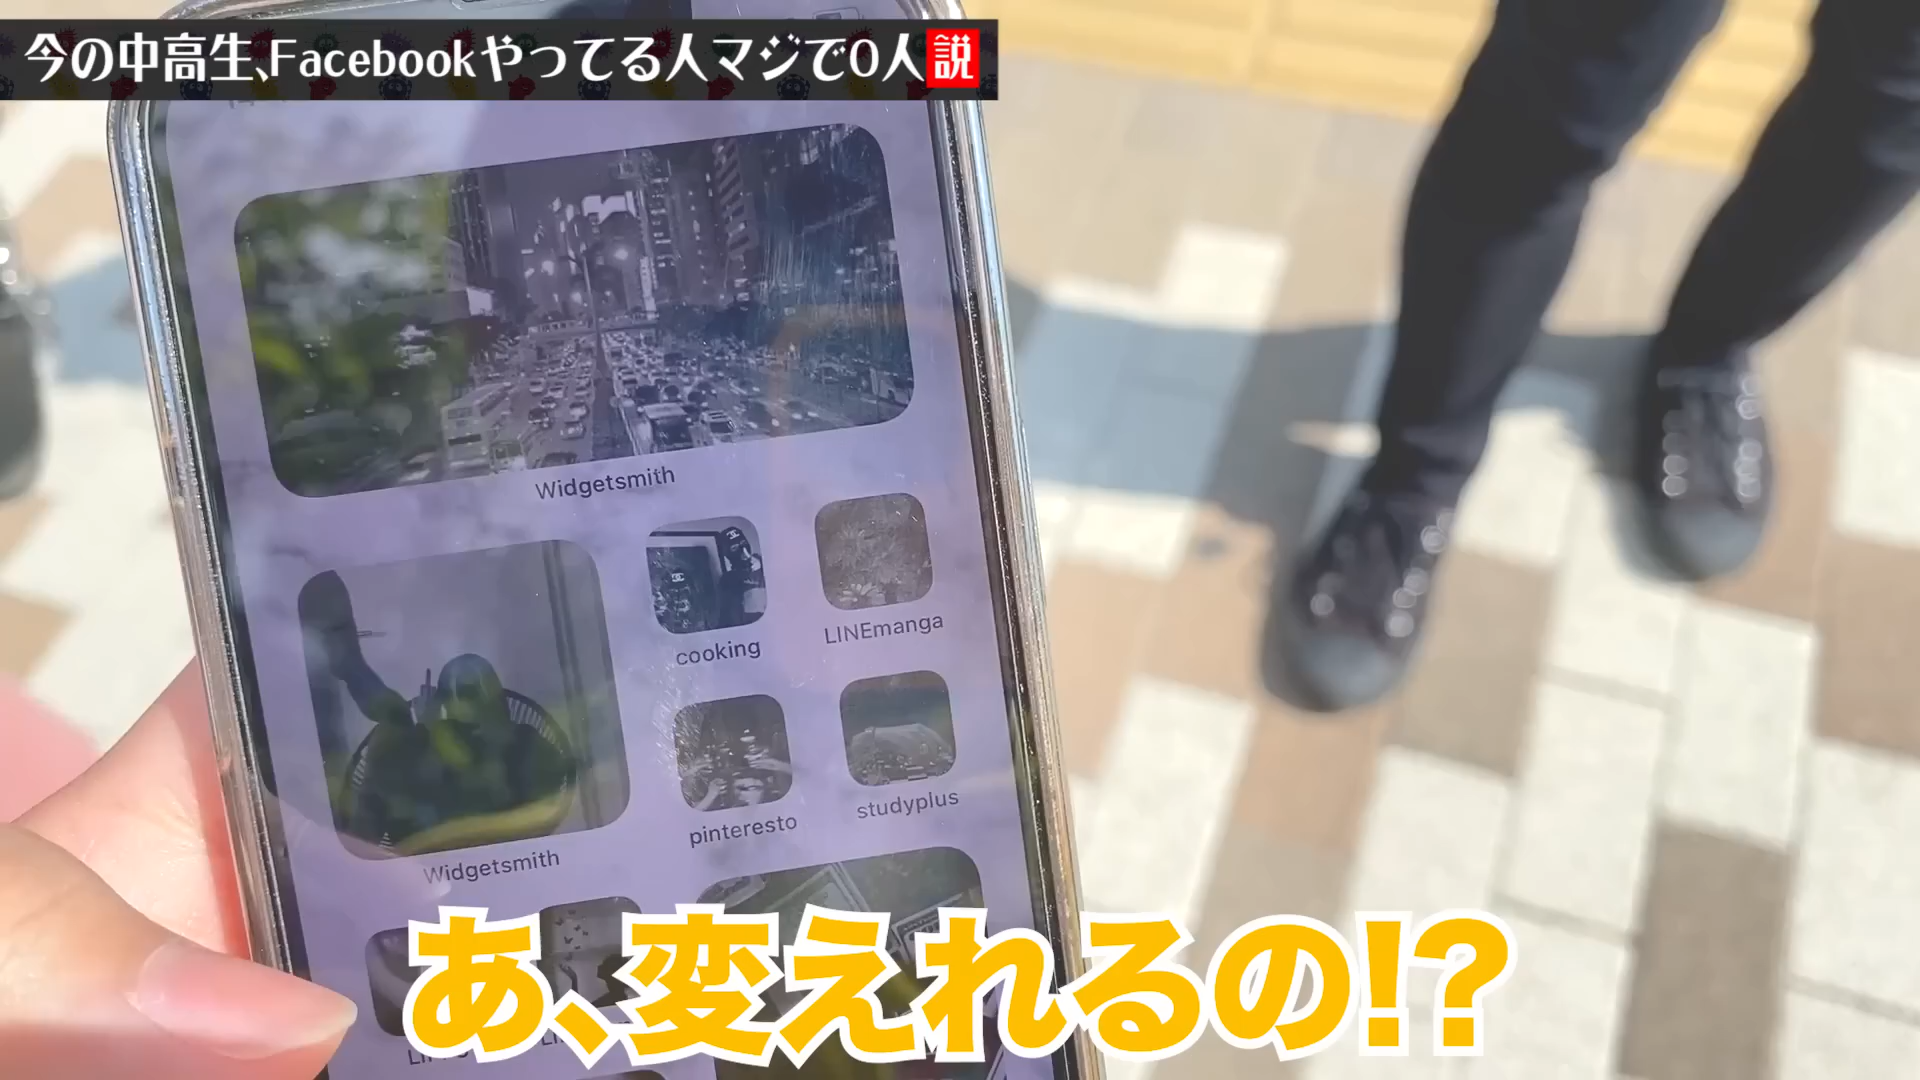 今の中高生、Facebookやってる人マジで0人説
Widgetsmith
cooking
LINEmanga
pinteresto
studyplus
Widgetsmith
あ、変えれるの!?